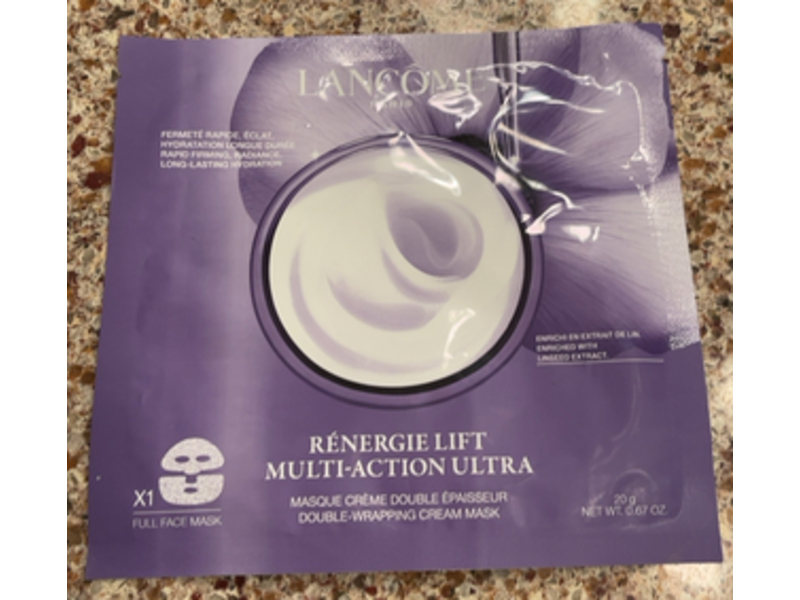 LANCÔME
PARIS
FERMETÉ RAPIDE, ÉCLAT,
HYDRATATION LONGUE DURÉE
RAPID FIRMING, RADIANCE,
LONG-LASTING HYDRATION
ENRICHI EN EXTRAIT DE LIN.
ENRICHED WITH
LINSEED EXTRACT.
RÉNERGIE LIFT
MULTI-ACTION ULTRA
MASQUE CRÈME DOUBLE ÉPAISSEUR
DOUBLE-WRAPPING CREAM MASK
X1
FULL FACE MASK
20 g
NET WT. 0.67 OZ.